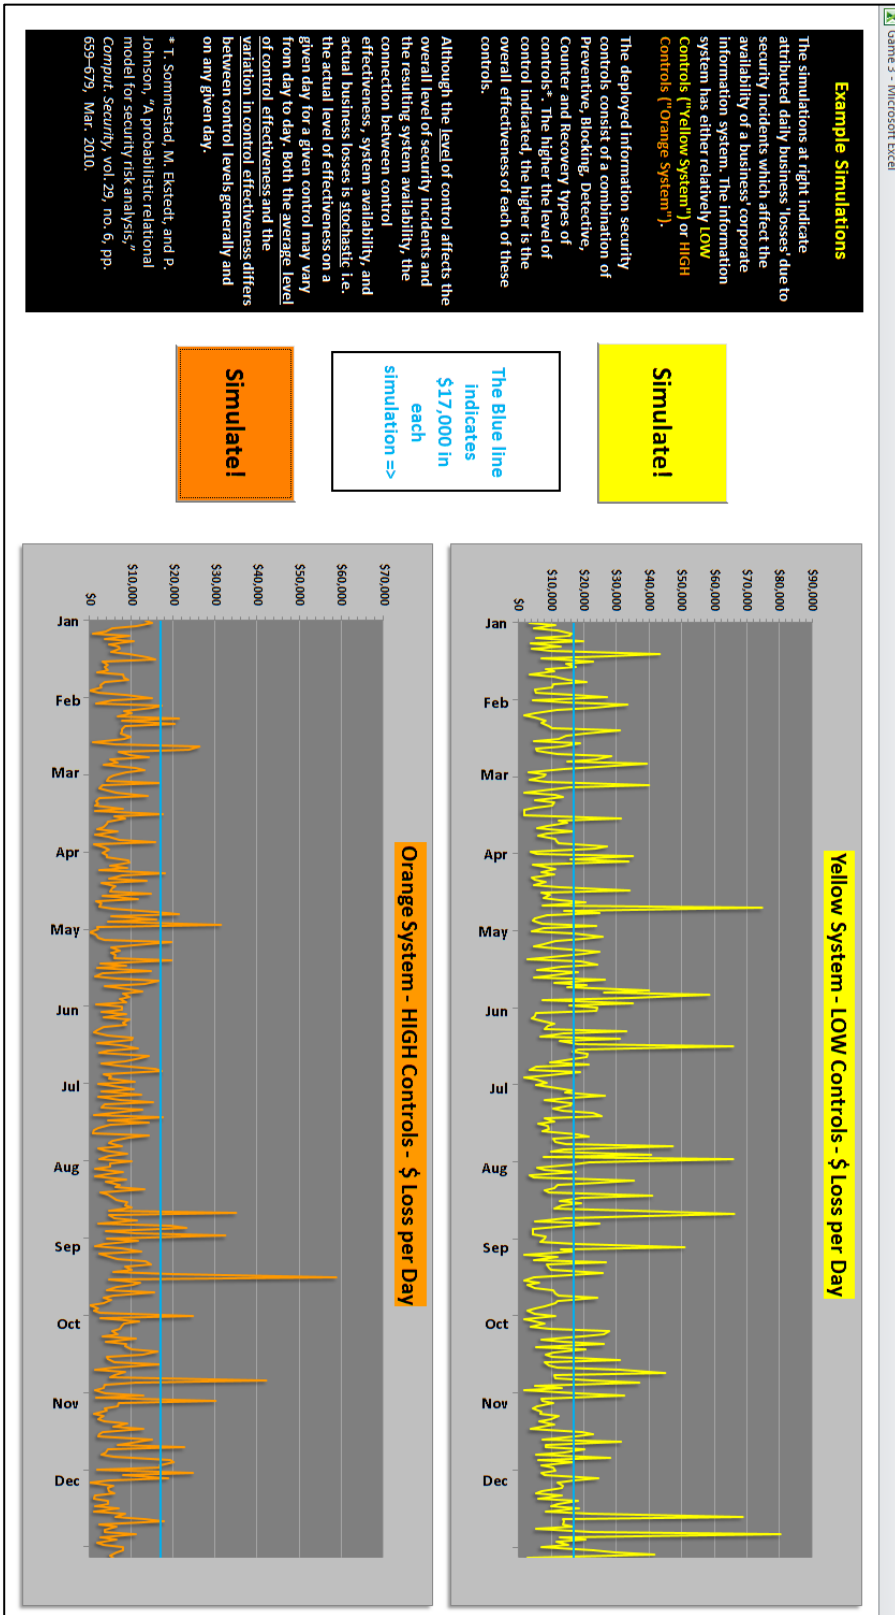 Game 3 - Microsoft Excel
Example Simulations
The simulations at right indicate
attributed daily business 'losses' due to
security incidents which affect the
availability of a business' corporate
information system. The information
system has either relatively LOW
Controls ("Yellow System") or HIGH
Controls ("Orange System").
The deployed information security
controls consist of a combination of
Preventive, Blocking, Detective,
Counter and Recovery types of
controls*. The higher the level of
control indicated, the higher is the
overall effectiveness of each of these
controls.
Although the level of control affects the
overall level of security incidents and
the resulting system availability, the
connection between control
effectiveness, system availability, and
actual business losses is stochastic i.e.
the actual level of effectiveness on a
given day for a given control may vary
from day to day. Both the average level
of control effectiveness and the
variation in control effectiveness differs
between control levels generally and
on any given day.
* T. Sommestad, M. Ekstedt, and P.
Johnson, "A probabilistic relational
model for security risk analysis,"
Comput. Security, vol. 29, no. 6, pp.
659–679, Mar. 2010.
Simulate!
The Blue line
indicates
$17,000 in
each
simulation =>
Simulate!
Yellow System - LOW Controls - $ Loss per Day
$90,000
$80,000
$70,000
$60,000
$50,000
$40,000
$30,000
$20,000
$10,000
$0
Jan Feb Mar Apr May Jun Jul Aug Sep Oct Nov Dec
Orange System - HIGH Controls - $ Loss per Day
$70,000
$60,000
$50,000
$40,000
$30,000
$20,000
$10,000
$0
Jan Feb Mar Apr May Jun Jul Aug Sep Oct Nov Dec